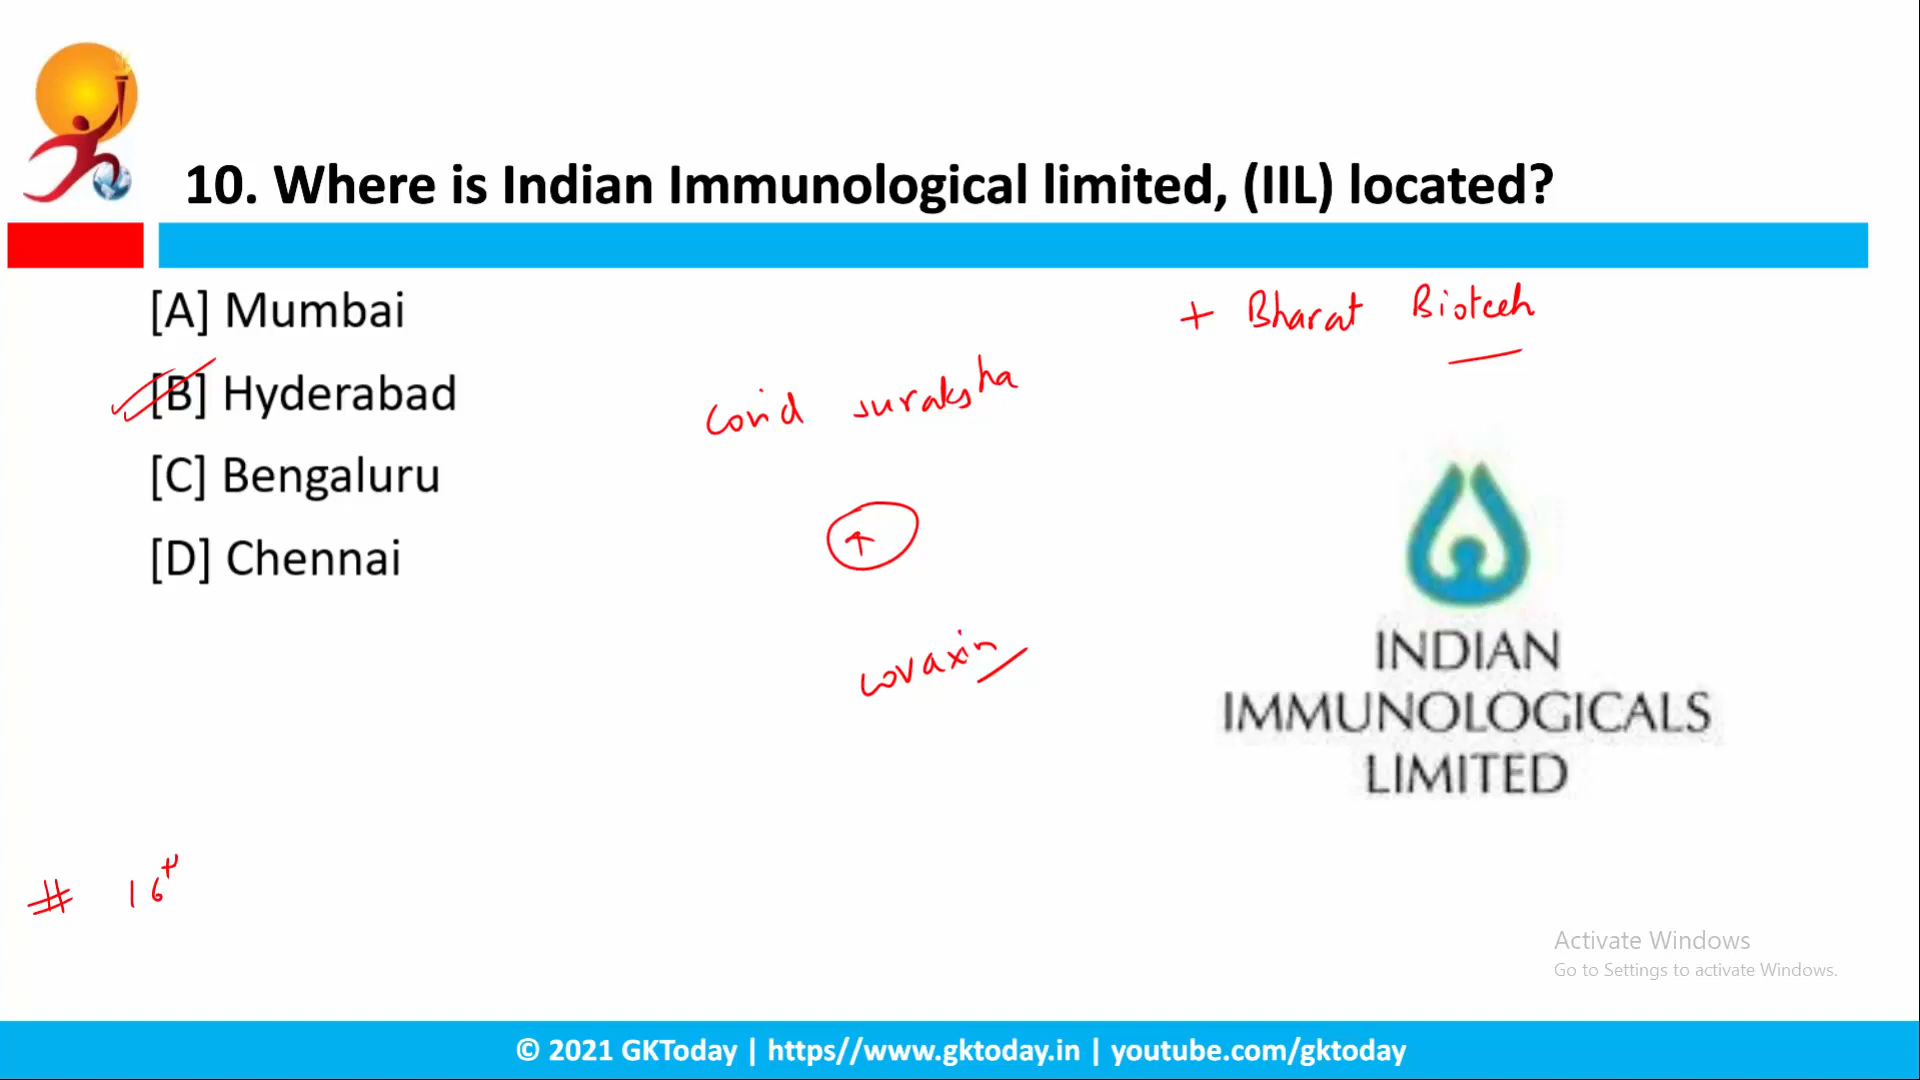 10. Where is Indian Immunological limited, (IIL) located?
[A] Mumbai
+ Bharat Biotech
[B] Hyderabad
Covid suraksha
[C] Bengaluru
[D] Chennai
covaxin
INDIAN
IMMUNOLOGICALS
LIMITED
# 16+
Activate Windows
Go to Settings to activate Windows.
© 2021 GKToday | https//www.gktoday.in | youtube.com/gktoday